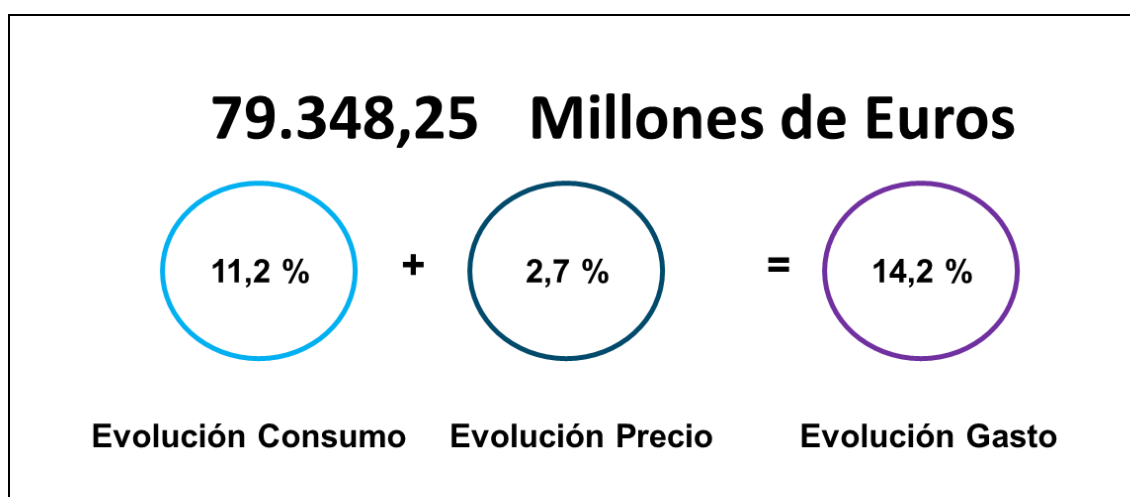 79.348,25 Millones de Euros
11,2 % + 2,7 % = 14,2 %
Evolución Consumo Evolución Precio Evolución Gasto